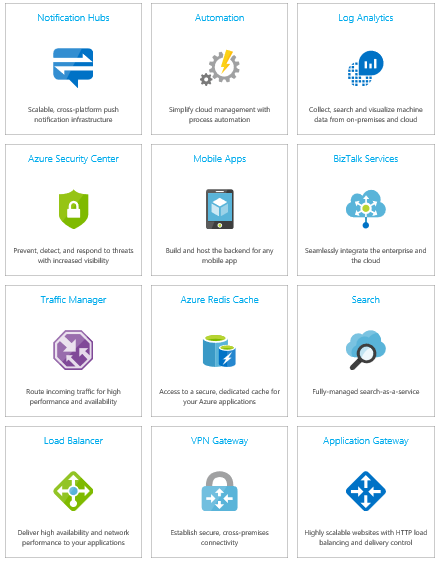 Notification Hubs
Scalable, cross-platform push
notification infrastructure
Automation
Simplify cloud management with
process automation
Log Analytics
Collect, search and visualize machine
data from on-premises and cloud
Azure Security Center
Prevent, detect, and respond to threats
with increased visibility
Mobile Apps
Build and host the backend for any
mobile app
BizTalk Services
Seamlessly integrate the enterprise and
the cloud
Traffic Manager
Route incoming traffic for high
performance and availability
Azure Redis Cache
Access to a secure, dedicated cache for
your Azure applications
Search
Fully-managed search-as-a-service
Load Balancer
Deliver high availability and network
performance to your applications
VPN Gateway
Establish secure, cross-premises
connectivity
Application Gateway
Highly scalable websites with HTTP load
balancing and delivery control